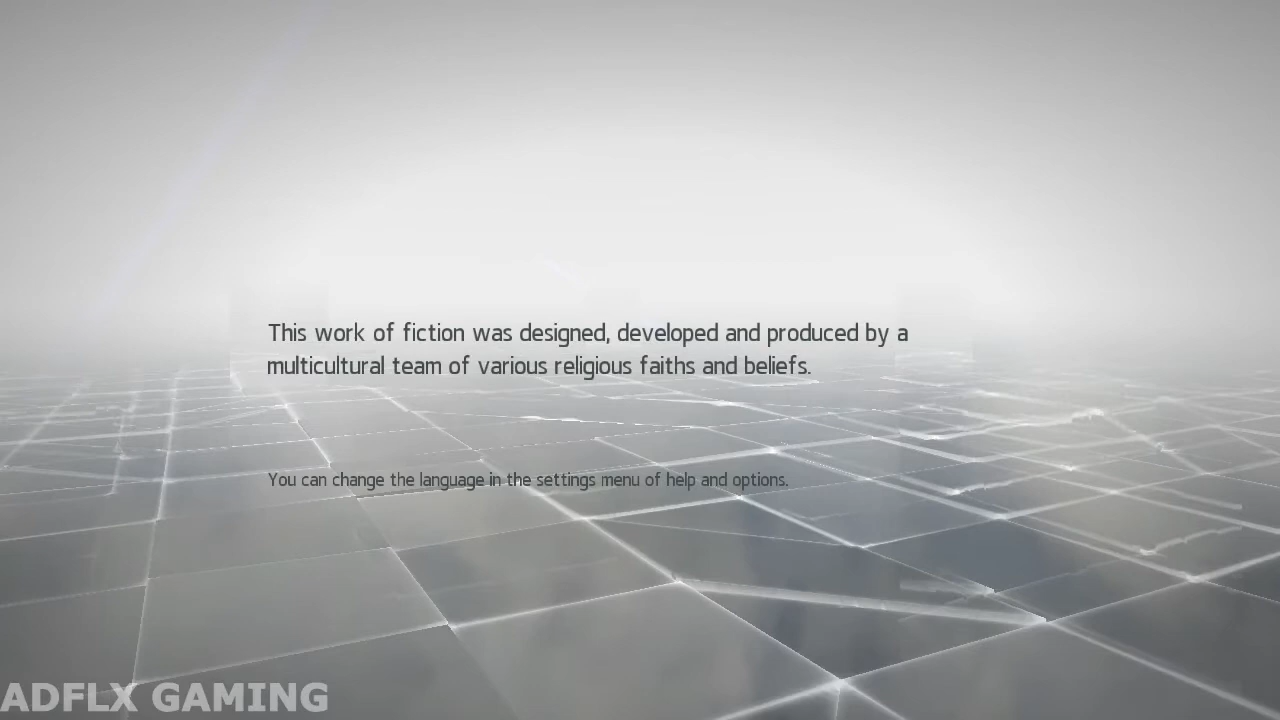 This work of fiction was designed, developed and produced by a
multicultural team of various religious faiths and beliefs.
You can change the language in the settings menu of help and options.
ADFLX GAMING